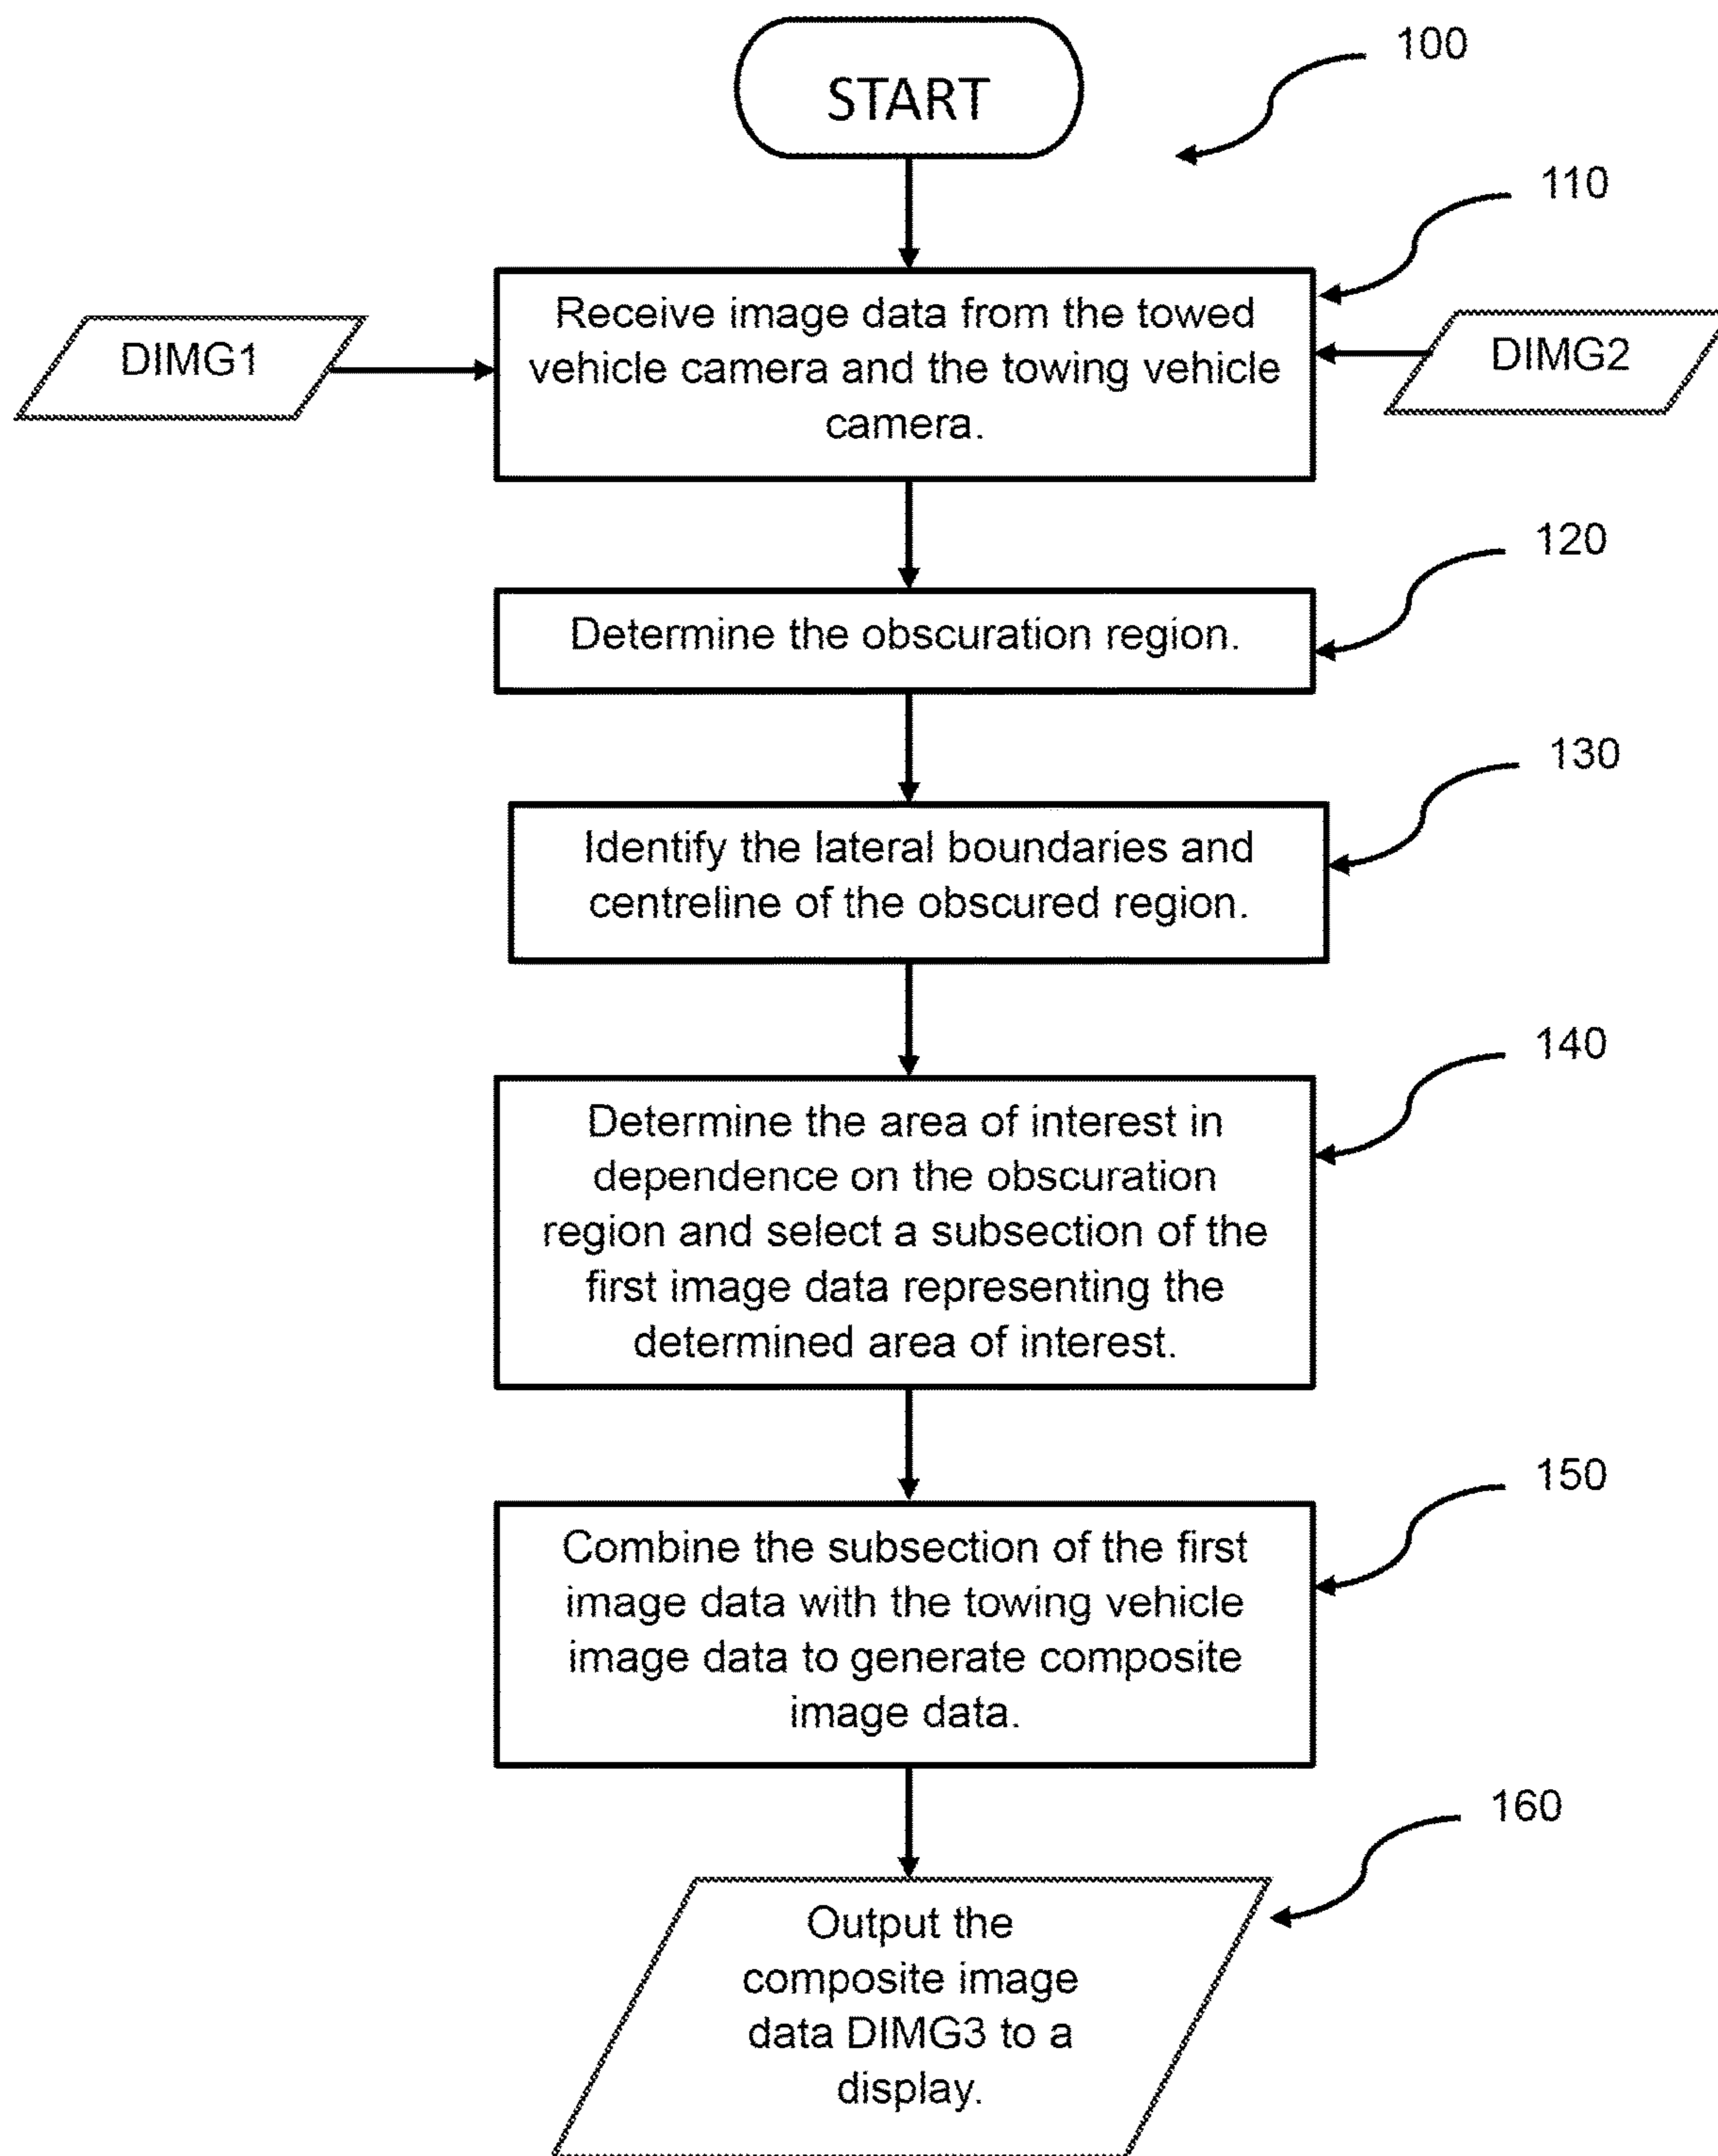 START
100
110
DIMG1
Receive image data from the towed
vehicle camera and the towing vehicle
camera.
DIMG2
120
Determine the obscuration region.
130
Identify the lateral boundaries and
centreline of the obscured region.
140
Determine the area of interest in
dependence on the obscuration
region and select a subsection of the
first image data representing the
determined area of interest.
150
Combine the subsection of the first
image data with the towing vehicle
image data to generate composite
image data.
160
Output the
composite image
data DIMG3 to a
display.